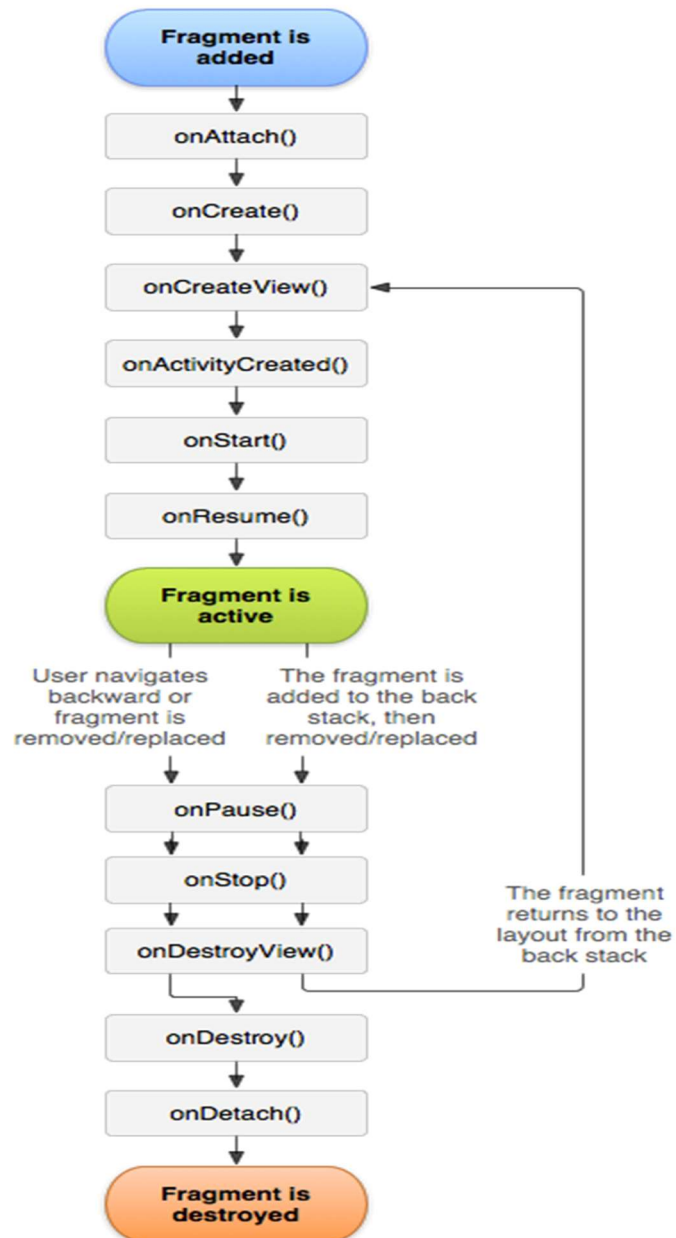 Fragment is
added
onAttach()
onCreate()
onCreateView()
onActivityCreated()
onStart()
onResume()
Fragment is
active
User navigates
backward or
fragment is
removed/replaced
The fragment is
added to the back
stack, then
removed/replaced
onPause()
onStop()
onDestroyView()
The fragment
returns to the
layout from the
back stack
onDestroy()
onDetach()
Fragment is
destroyed